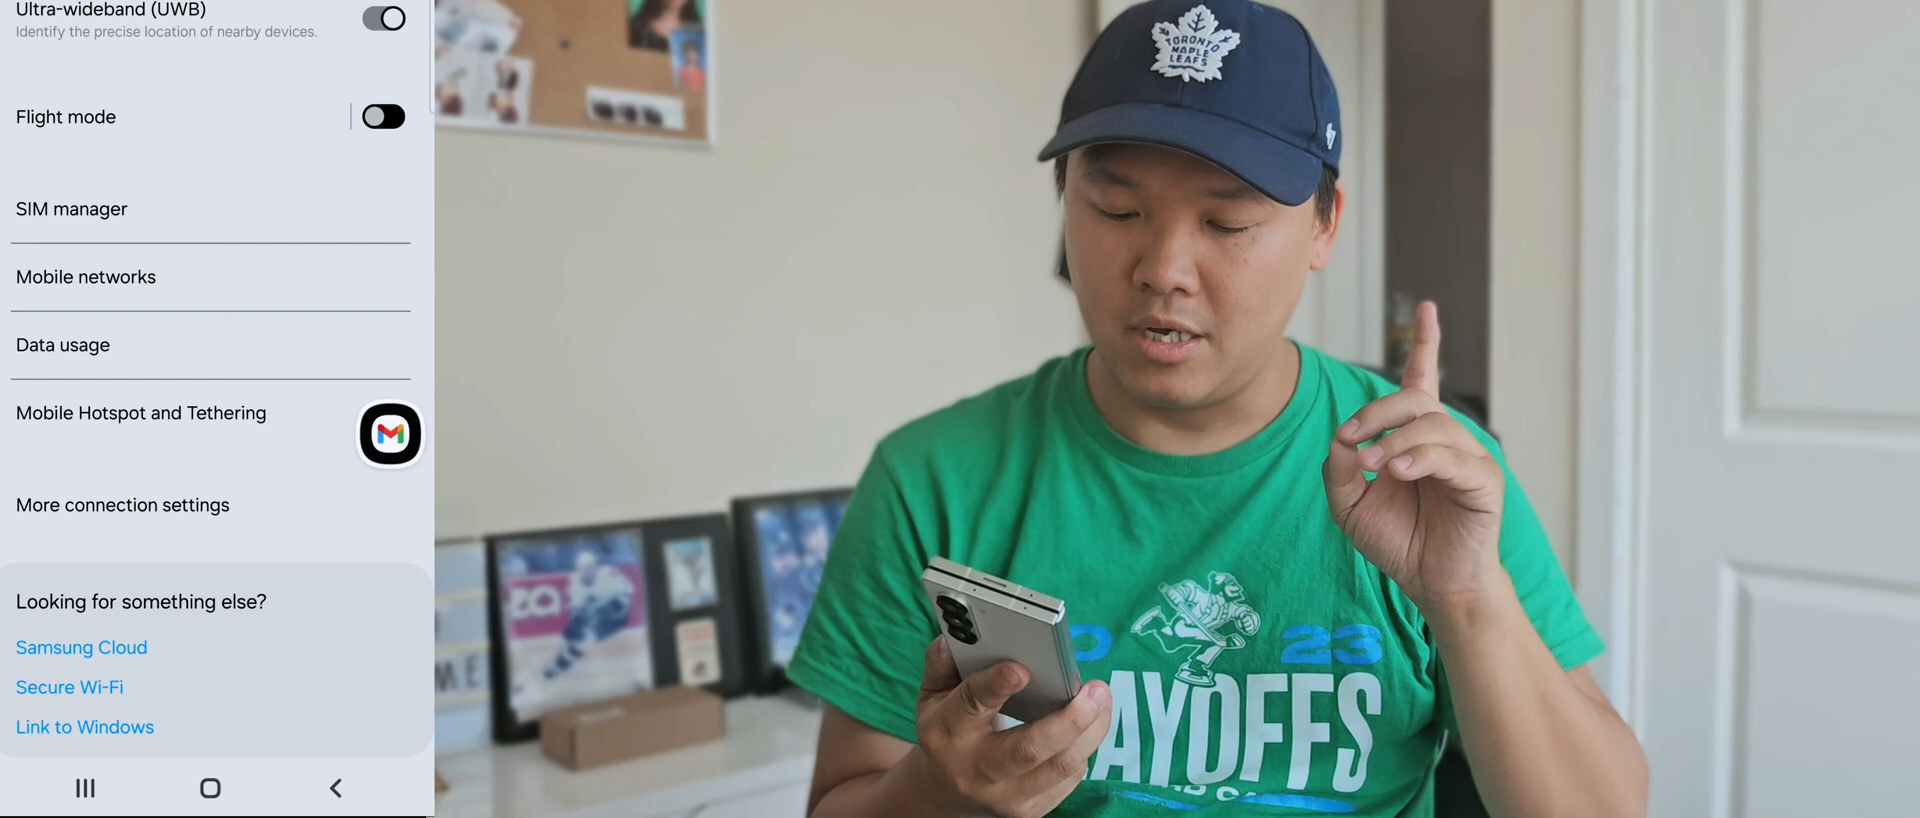 Ultra-wideband (UWB)
Identify the precise location of nearby devices.
Flight mode
SIM manager
Mobile networks
Data usage
Mobile Hotspot and Tethering
More connection settings
Looking for something else?
Samsung Cloud
Secure Wi-Fi
Link to Windows
TORONTO
MAPLE
LEAFS
23
AYOFFS
ME